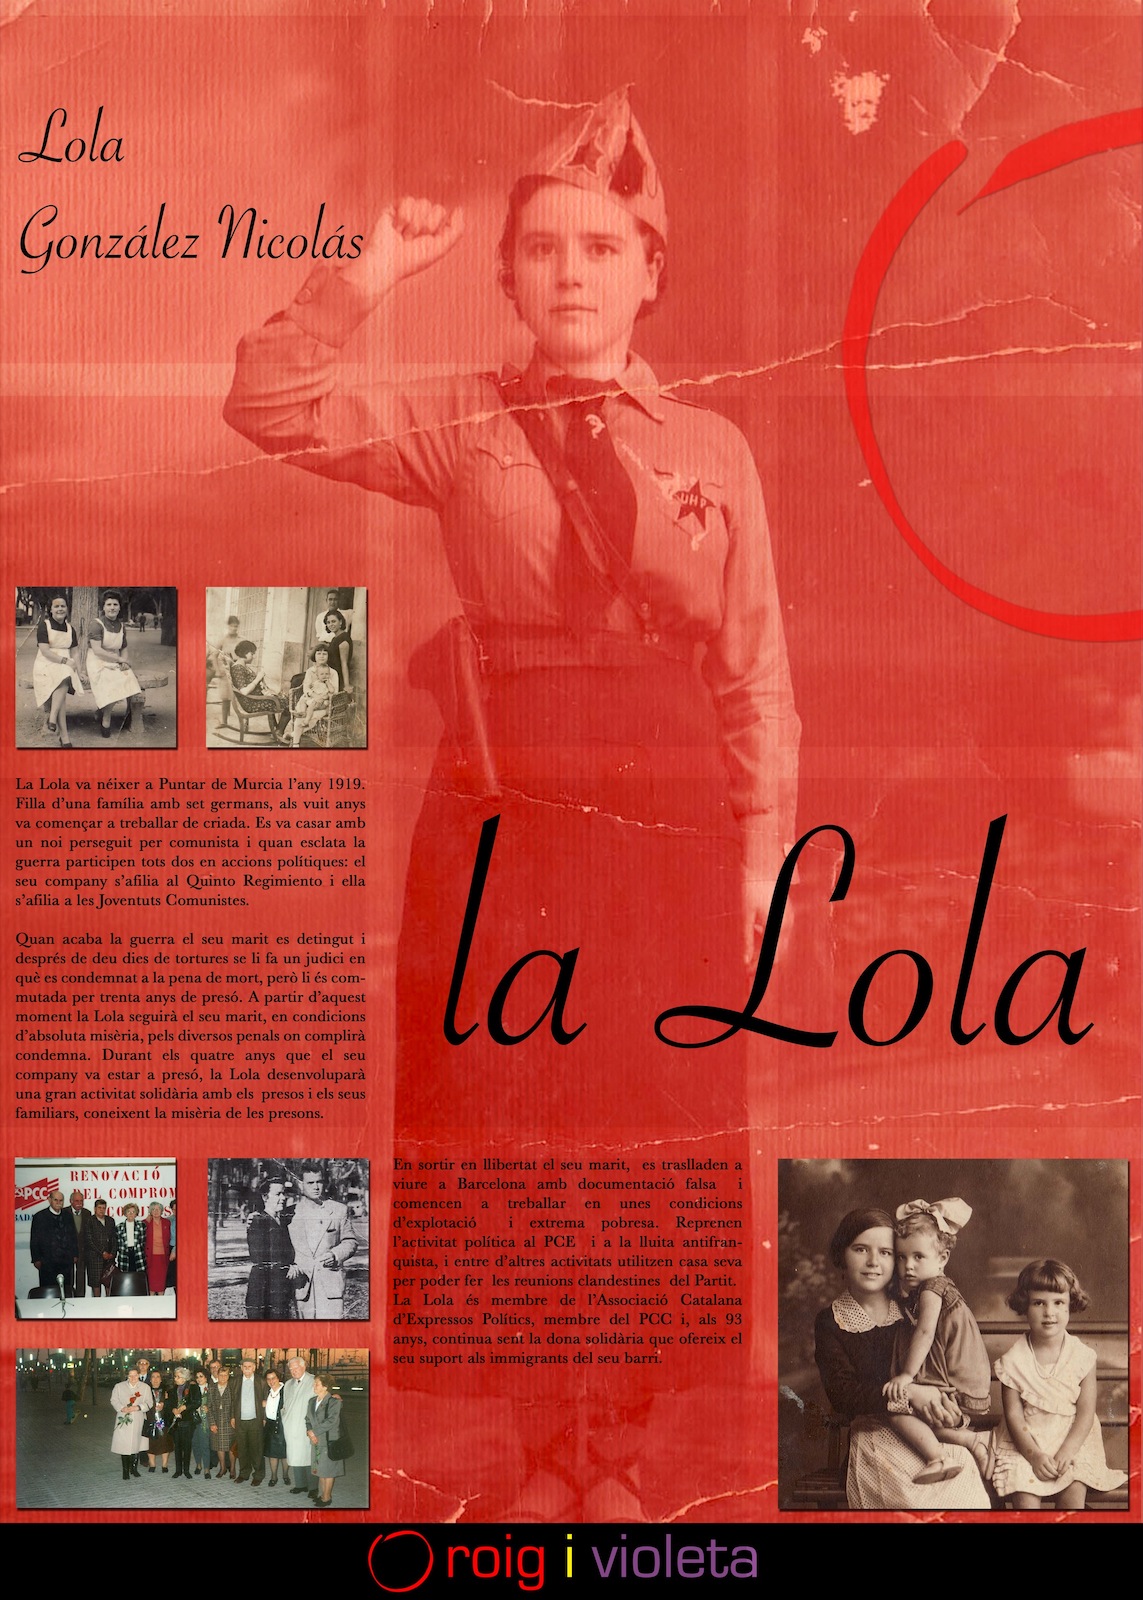 Lola
González Nicolás
UHP
La Lola va néixer a Puntar de Murcia l'any 1919.
Filla d'una família amb set germans, als vuit anys
va començar a treballar de criada. Es va casar amb
un noi perseguit per comunista i quan esclata la
guerra participen tots dos en accions polítiques: el
seu company s'afilia al Quinto Regimiento i ella
s'afilia a les Joventuts Comunistes.
Quan acaba la guerra el seu marit es detingut i
després de deu dies de tortures se li fa un judici en
què es condemnat a la pena de mort, però li és com-
mutada per trenta anys de presó. A partir d'aquest
moment la Lola seguirà el seu marit, en condicions
d'absoluta misèria, pels diversos penals on complirà
condemna. Durant els quatre anys que el seu
company va estar a presó, la Lola desenvoluparà
una gran activitat solidària amb els presos i els seus
familiars, coneixent la misèria de les presons.
la Lola
RENOVACIÓ
PCC
EL COMPROM
En sortir en llibertat el seu marit, es traslladen a
viure a Barcelona amb documentació falsa i
comencen a treballar en unes condicions
d'explotació i extrema pobresa. Reprenen
l'activitat política al PCE i a la lluita antifran-
quista, i entre d'altres activitats utilitzen casa seva
per poder fer les reunions clandestines del Partit.
La Lola és membre de l'Associació Catalana
d'Expressos Polítics, membre del PCC i, als 93
anys, continua sent la dona solidària que ofereix el
seu suport als immigrants del seu barri.
roig i violeta